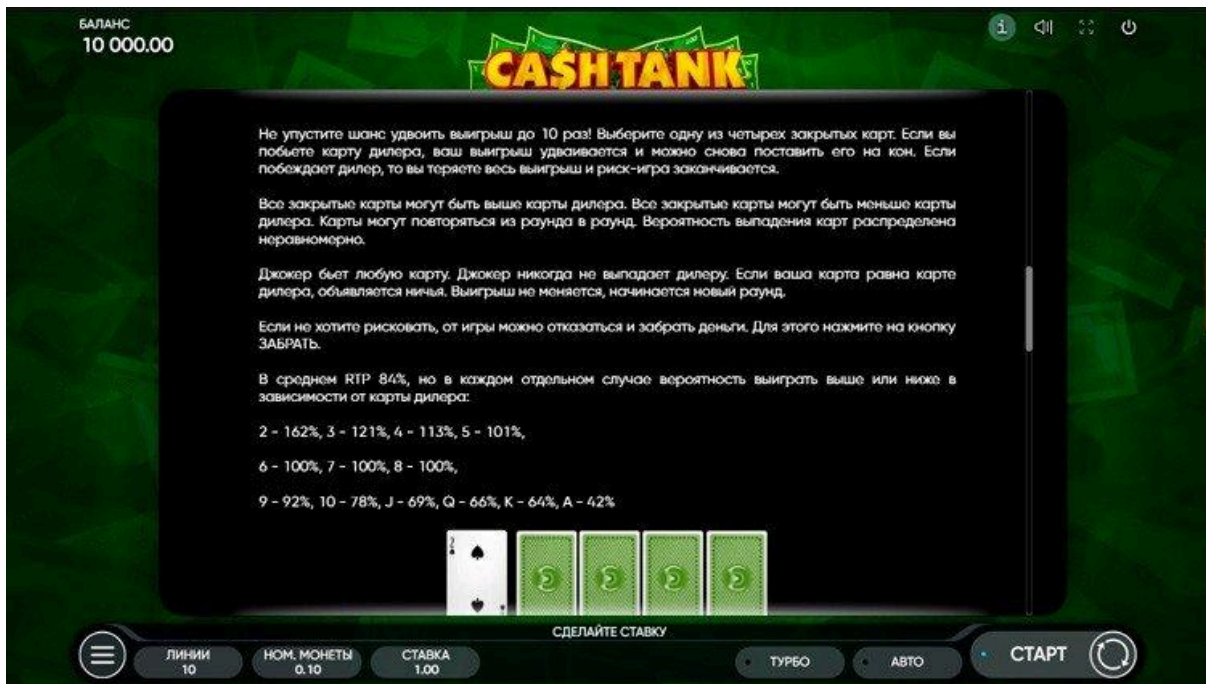 БАЛАНС
10 000.00
CASH TANK
Не упустите шанс удвоить выигрыш до 10 раз! Выберите одну из четырех закрытых карт. Если вы
побьете карту дилера, ваш выигрыш удваивается и можно снова поставить его на кон. Если
побеждает дилер, то вы теряете весь выигрыш и риск-игра заканчивается.
Все закрытые карты могут быть выше карты дилера. Все закрытые карты могут быть меньше карты
дилера. Карты могут повторяться из раунда в раунд. Вероятность выпадения карт распределена
неравномерно.
Джокер бьет любую карту. Джокер никогда не выпадает дилеру. Если ваша карта равна карте
дилера, объявляется ничья. Выигрыш не меняется, начинается новый раунд.
Если не хотите рисковать, от игры можно отказаться и забрать деньги. Для этого нажмите на кнопку
ЗАБРАТЬ.
В среднем RTP 84%, но в каждом отдельном случае вероятность выиграть выше или ниже в
зависимости от карты дилера:
2 - 162%, 3 - 121%, 4 - 113%, 5 - 101%,
6 - 100%, 7 - 100%, 8 - 100%,
9 - 92%, 10 - 78%, J - 69%, Q - 66%, K - 64%, A - 42%
2
СДЕЛАЙТЕ СТАВКУ
ЛИНИИ
10
НОМ. МОНЕТЫ
0.10
СТАВКА
1.00
ТУРБО
АВТО
СТАРТ